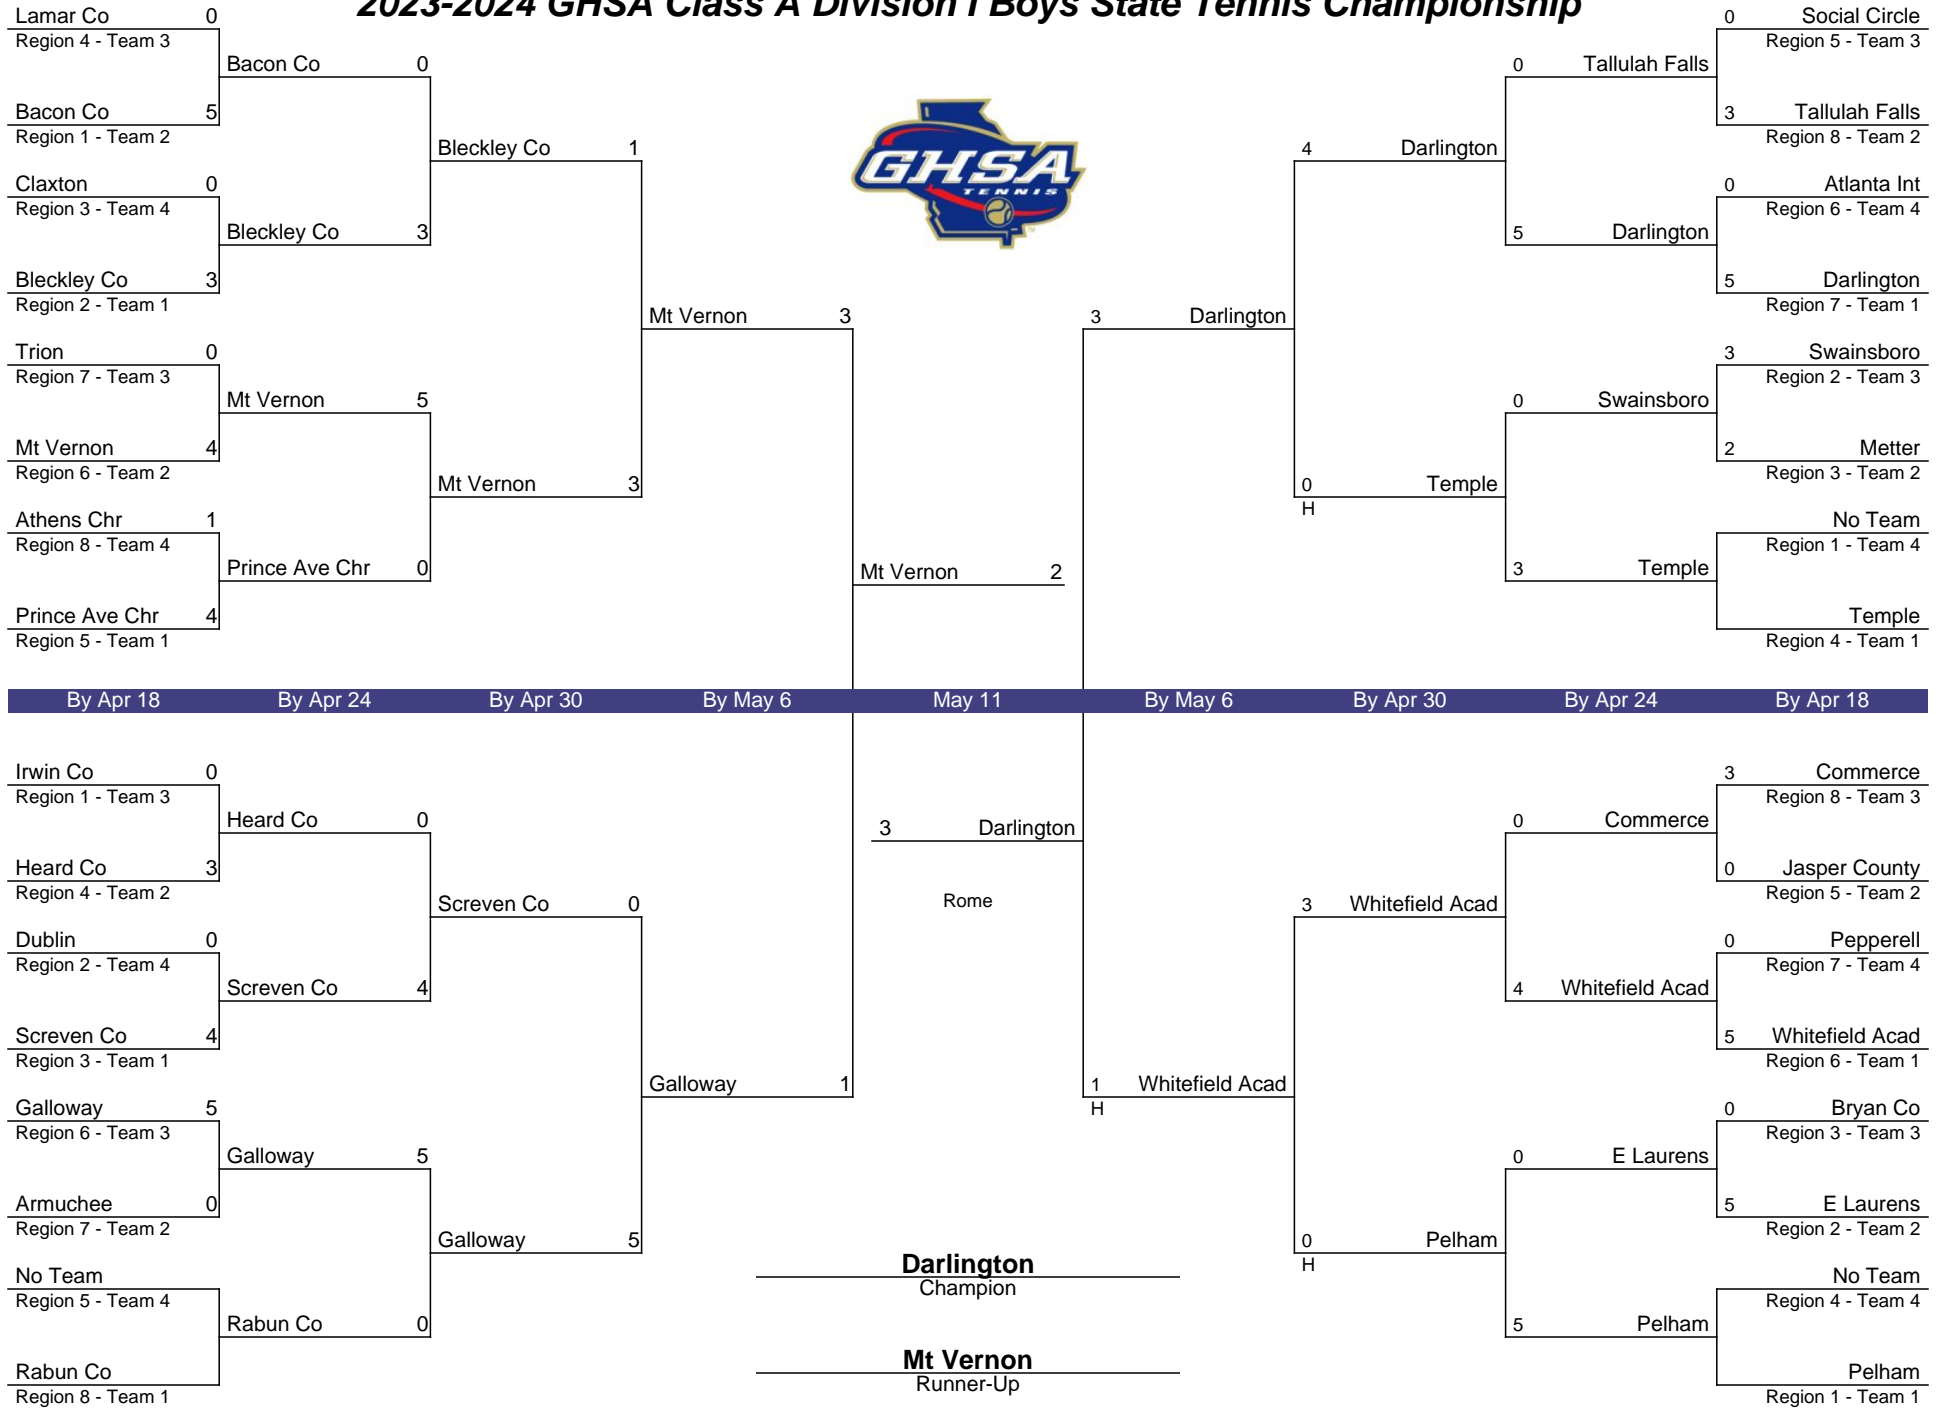 2023-2024 GHSA Class A Division I Boys State Tennis Championship
Lamar Co 0
Region 4 - Team 3
Bacon Co 0
Bacon Co 5
Region 1 - Team 2
Bleckley Co 1
Claxton 0
Region 3 - Team 4
Bleckley Co 3
Bleckley Co 3
Region 2 - Team 1
Mt Vernon 3
Trion 0
Region 7 - Team 3
Mt Vernon 5
Mt Vernon 4
Region 6 - Team 2
Mt Vernon 3
Athens Chr 1
Region 8 - Team 4
Prince Ave Chr 0
Prince Ave Chr 4
Region 5 - Team 1
Mt Vernon 2
GHSA
TENNIS
0 Social Circle
Region 5 - Team 3
0 Tallulah Falls
3 Tallulah Falls
Region 8 - Team 2
4 Darlington
0 Atlanta Int
Region 6 - Team 4
5 Darlington
5 Darlington
Region 7 - Team 1
3 Darlington
3 Swainsboro
Region 2 - Team 3
0 Swainsboro
2 Metter
Region 3 - Team 2
0 Temple
H
No Team
Region 1 - Team 4
3 Temple
Temple
Region 4 - Team 1
By Apr 18 By Apr 24 By Apr 30 By May 6 May 11 By May 6 By Apr 30 By Apr 24 By Apr 18
Irwin Co 0
Region 1 - Team 3
Heard Co 0
Heard Co 3
Region 4 - Team 2
Screven Co 0
Dublin 0
Region 2 - Team 4
Screven Co 4
Screven Co 4
Region 3 - Team 1
Galloway 1
Galloway 5
Region 6 - Team 3
Galloway 5
Armuchee 0
Region 7 - Team 2
Galloway 5
No Team
Region 5 - Team 4
Rabun Co 0
Rabun Co
Region 8 - Team 1
3 Darlington
Rome
Darlington
Champion
Mt Vernon
Runner-Up
3 Commerce
Region 8 - Team 3
0 Commerce
0 Jasper County
Region 5 - Team 2
3 Whitefield Acad
0 Pepperell
Region 7 - Team 4
4 Whitefield Acad
5 Whitefield Acad
Region 6 - Team 1
1 Whitefield Acad
H
0 Bryan Co
Region 3 - Team 3
0 E Laurens
5 E Laurens
Region 2 - Team 2
0 Pelham
H
No Team
Region 4 - Team 4
5 Pelham
Pelham
Region 1 - Team 1